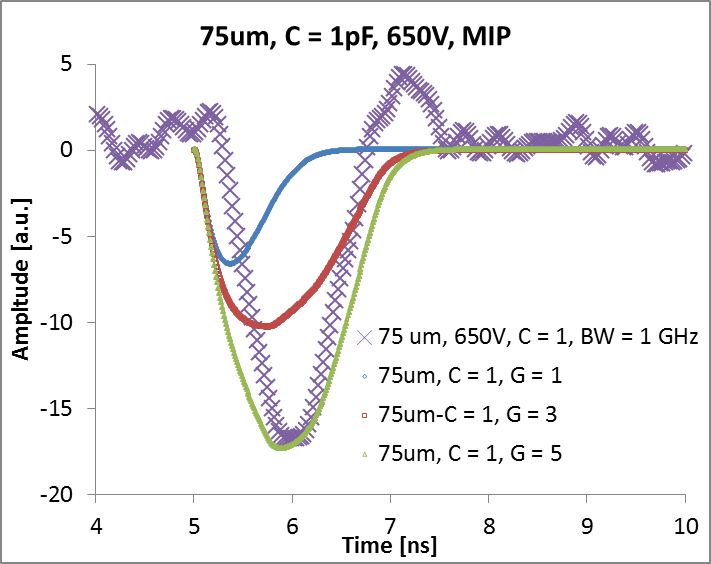 75um, C = 1pF, 650V, MIP
5
0
-5
-10
-15
-20
Ampltude [a.u.]
75 um, 650V, C = 1, BW = 1 GHz
75um, C = 1, G = 1
75um-C = 1, G = 3
75um, C = 1, G = 5
4 5 6 7 8 9 10
Time [ns]